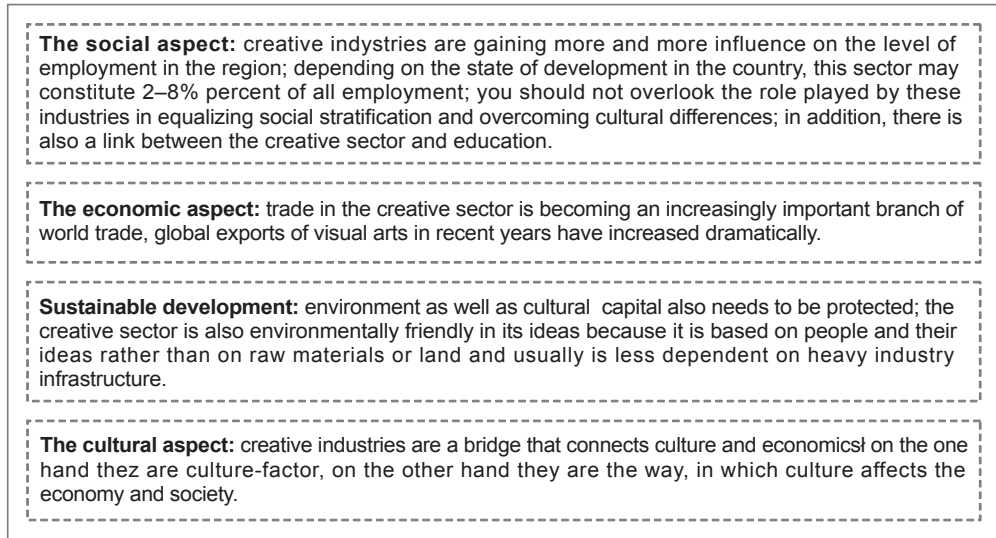 The social aspect: creative indystries are gaining more and more influence on the level of
employment in the region; depending on the state of development in the country, this sector may
constitute 2–8% percent of all employment; you should not overlook the role played by these
industries in equalizing social stratification and overcoming cultural differences; in addition, there is
also a link between the creative sector and education.
The economic aspect: trade in the creative sector is becoming an increasingly important branch of
world trade, global exports of visual arts in recent years have increased dramatically.
Sustainable development: environment as well as cultural capital also needs to be protected; the
creative sector is also environmentally friendly in its ideas because it is based on people and their
ideas rather than on raw materials or land and usually is less dependent on heavy industry
infrastructure.
The cultural aspect: creative industries are a bridge that connects culture and economicsł on the one
hand thez are culture-factor, on the other hand they are the way, in which culture affects the
economy and society.